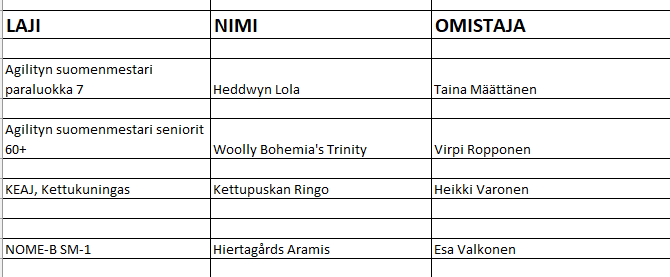 LAJI NIMI OMISTAJA
Agilityn suomenmestari
paraluokka 7 Heddwyn Lola Taina Määttänen
Agilityn suomenmestari seniorit
60+ Woolly Bohemia's Trinity Virpi Ropponen
KEAJ, Kettukuningas Kettupuskan Ringo Heikki Varonen
NOME-B SM-1 Hiertagårds Aramis Esa Valkonen